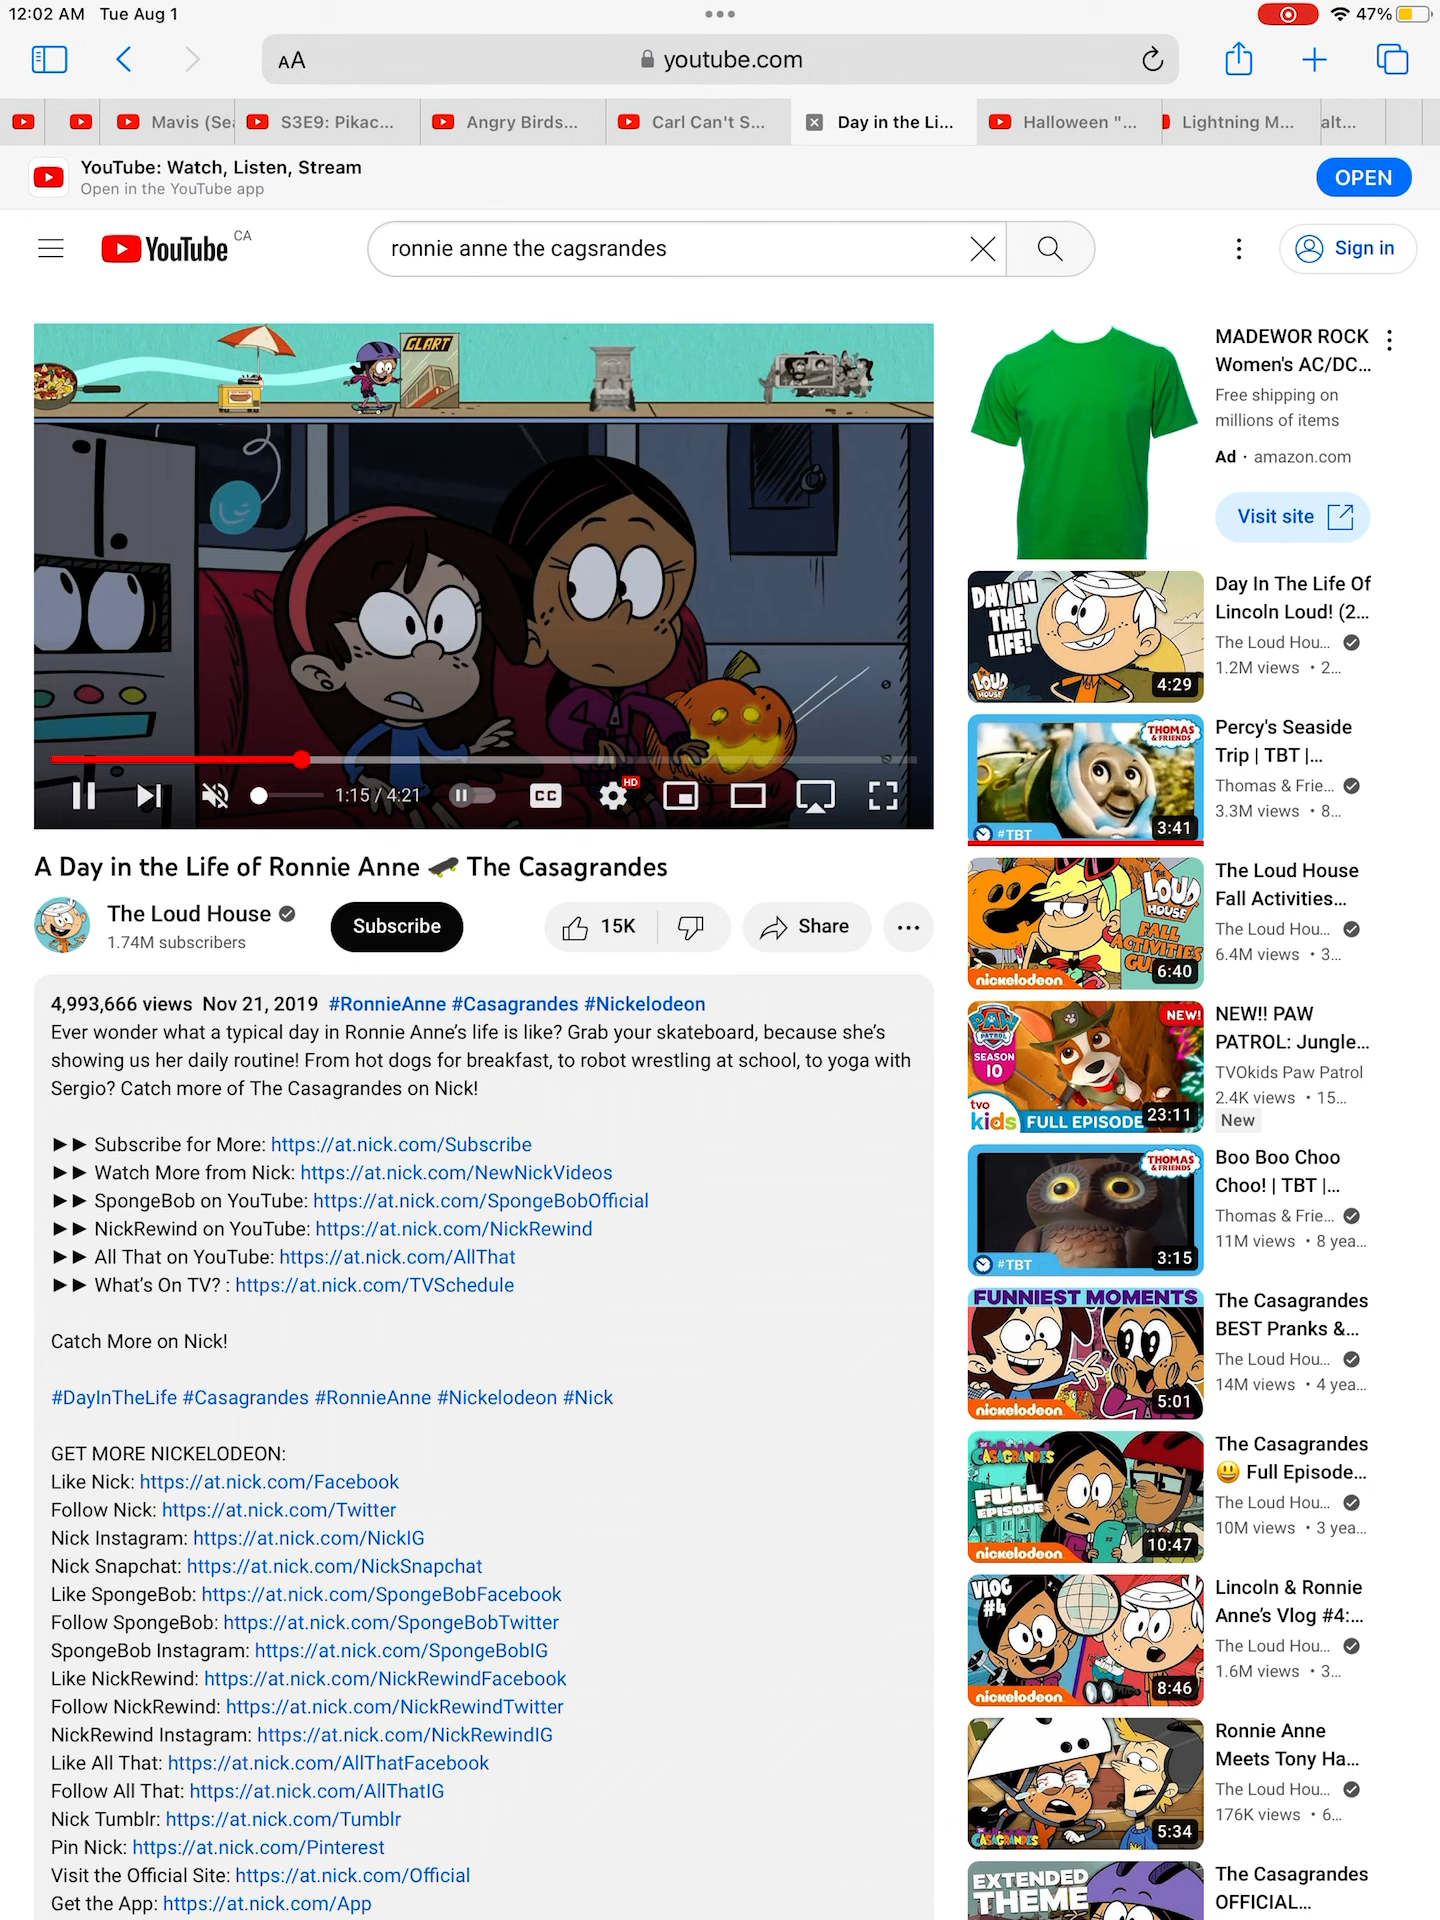 12:02 AM Tue Aug 1
47%
AA
youtube.com
Mavis (Sea
S3E9: Pikac...
Angry Birds...
Carl Can't S...
Day in the Li...
Halloween "...
Lightning M...
alt...
YouTube: Watch, Listen, Stream
Open in the YouTube app
OPEN
YouTube CA
ronnie anne the cagsrandes
Sign in
GLART
1:15 / 4:21
CC
HD
A Day in the Life of Ronnie Anne 🛹 The Casagrandes
The Loud House
1.74M subscribers
Subscribe
15K
Share
4,993,666 views Nov 21, 2019 #RonnieAnne #Casagrandes #Nickelodeon
Ever wonder what a typical day in Ronnie Anne’s life is like? Grab your skateboard, because she’s
showing us her daily routine! From hot dogs for breakfast, to robot wrestling at school, to yoga with
Sergio? Catch more of The Casagrandes on Nick!
►► Subscribe for More: https://at.nick.com/Subscribe
►► Watch More from Nick: https://at.nick.com/NewNickVideos
►► SpongeBob on YouTube: https://at.nick.com/SpongeBobOfficial
►► NickRewind on YouTube: https://at.nick.com/NickRewind
►► All That on YouTube: https://at.nick.com/AllThat
►► What’s On TV? : https://at.nick.com/TVSchedule
Catch More on Nick!
#DayInTheLife #Casagrandes #RonnieAnne #Nickelodeon #Nick
GET MORE NICKELODEON:
Like Nick: https://at.nick.com/Facebook
Follow Nick: https://at.nick.com/Twitter
Nick Instagram: https://at.nick.com/NickIG
Nick Snapchat: https://at.nick.com/NickSnapchat
Like SpongeBob: https://at.nick.com/SpongeBobFacebook
Follow SpongeBob: https://at.nick.com/SpongeBobTwitter
SpongeBob Instagram: https://at.nick.com/SpongeBobIG
Like NickRewind: https://at.nick.com/NickRewindFacebook
Follow NickRewind: https://at.nick.com/NickRewindTwitter
NickRewind Instagram: https://at.nick.com/NickRewindIG
Like All That: https://at.nick.com/AllThatFacebook
Follow All That: https://at.nick.com/AllThatIG
Nick Tumblr: https://at.nick.com/Tumblr
Pin Nick: https://at.nick.com/Pinterest
Visit the Official Site: https://at.nick.com/Official
Get the App: https://at.nick.com/App
MADEWOR ROCK
Women's AC/DC...
Free shipping on
millions of items
Ad · amazon.com
Visit site
DAY IN
THE
LIFE!
LOUD
HOUSE
4:29
Day In The Life Of
Lincoln Loud! (2...
The Loud Hou...
1.2M views • 2...
THOMAS
& FRIENDS
#TBT
3:41
Percy's Seaside
Trip | TBT |...
Thomas & Frie...
3.3M views • 8...
THE
LOUD
HOUSE
FALL
ACTIVITIES
nickelodeon
6:40
The Loud House
Fall Activities...
The Loud Hou...
6.4M views • 3...
PAW
PATROL
SEASON
10
NEW!
tvo
kids
FULL EPISODE
23:11
NEW!! PAW
PATROL: Jungle...
TVOkids Paw Patrol
2.4K views • 15...
New
THOMAS
& FRIENDS
#TBT
3:15
Boo Boo Choo
Choo! | TBT |...
Thomas & Frie...
11M views • 8 yea...
FUNNIEST MOMENTS
nickelodeon
5:01
The Casagrandes
BEST Pranks &...
The Loud Hou...
14M views • 4 yea...
CASAGRANDES
FULL
EPISODE
nickelodeon
10:47
The Casagrandes
😃 Full Episode...
The Loud Hou...
10M views • 3 yea...
VLOG
#4
nickelodeon
8:46
Lincoln & Ronnie
Anne’s Vlog #4:...
The Loud Hou...
1.6M views • 3...
CASAGRANDES
5:34
Ronnie Anne
Meets Tony Ha...
The Loud Hou...
176K views • 6...
EXTENDED
THEME
The Casagrandes
OFFICIAL...